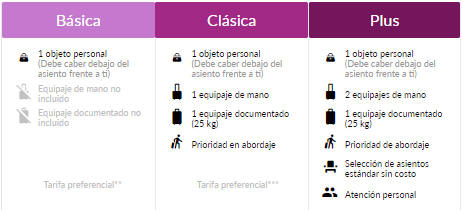 Básica
1 objeto personal
(Debe caber debajo del
asiento frente a ti)
Equipaje de mano no
incluido
Equipaje documentado no
incluido
Tarifa preferencial**
Clásica
1 objeto personal
(Debe caber debajo del
asiento frente a ti)
1 equipaje de mano
1 equipaje documentado
(25 kg)
Prioridad en abordaje
Tarifa preferencial***
Plus
1 objeto personal
(Debe caber debajo del
asiento frente a ti)
2 equipajes de mano
1 equipaje documentado
(25 kg)
Prioridad de abordaje
Selección de asientos
estándar sin costo
Atención personal